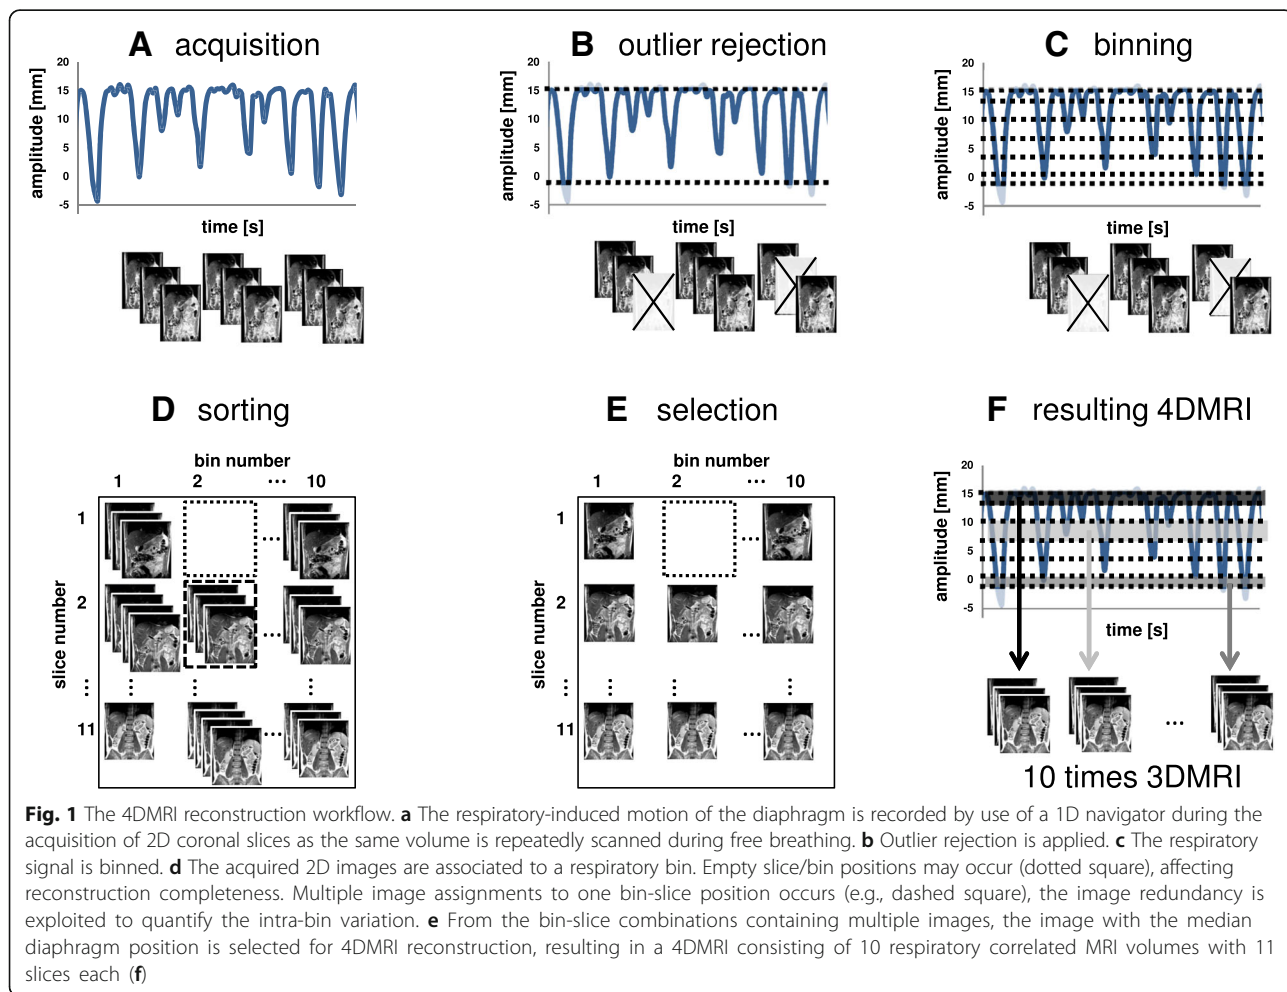 A acquisition
20
15
10
5
0
-5
amplitude [mm]
time [s]
B outlier rejection
20
15
10
5
0
-5
amplitude [mm]
time [s]
C binning
20
15
10
5
0
-5
amplitude [mm]
time [s]
D sorting
bin number
1 2 ... 10
slice number
1
...
2
...
⋮ ⋮ ⋮ ⋮
11
...
E selection
bin number
1 2 ... 10
slice number
1
...
2
...
⋮ ⋮ ⋮ ⋮
11
...
F resulting 4DMRI
20
15
10
5
0
-5
amplitude [mm]
time [s]
...
10 times 3DMRI
Fig. 1 The 4DMRI reconstruction workflow. a The respiratory-induced motion of the diaphragm is recorded by use of a 1D navigator during the
acquisition of 2D coronal slices as the same volume is repeatedly scanned during free breathing. b Outlier rejection is applied. c The respiratory
signal is binned. d The acquired 2D images are associated to a respiratory bin. Empty slice/bin positions may occur (dotted square), affecting
reconstruction completeness. Multiple image assignments to one bin-slice position occurs (e.g., dashed square), the image redundancy is
exploited to quantify the intra-bin variation. e From the bin-slice combinations containing multiple images, the image with the median
diaphragm position is selected for 4DMRI reconstruction, resulting in a 4DMRI consisting of 10 respiratory correlated MRI volumes with 11
slices each (f)